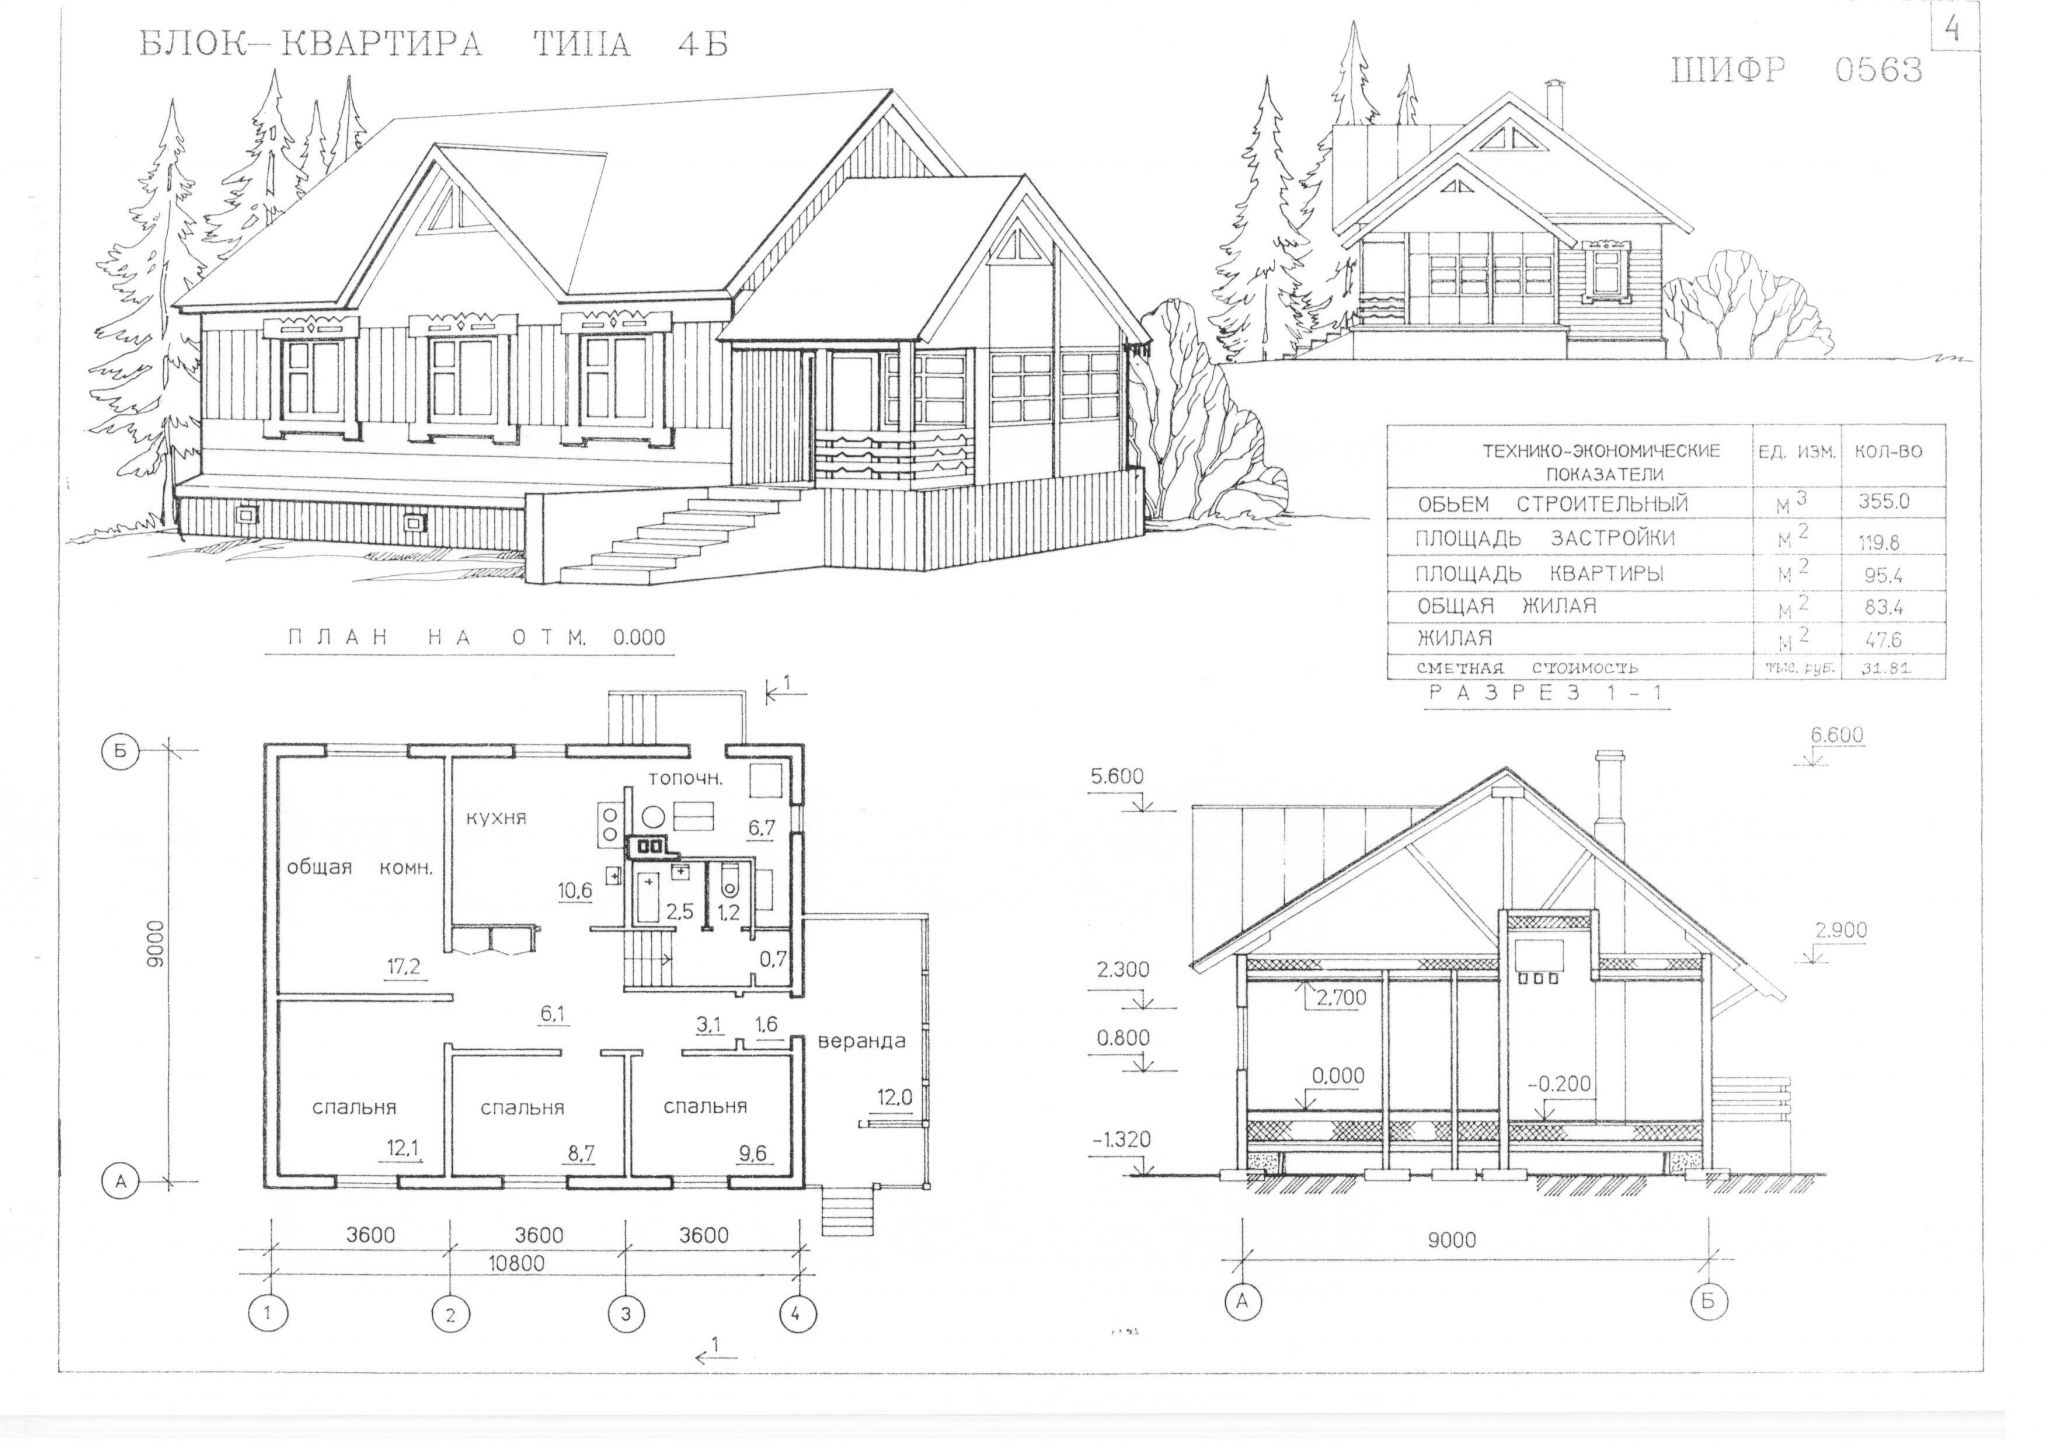 4
БЛОК-КВАРТИРА ТИПА 4Б
ШИФР 0563
ТЕХНИКО-ЭКОНОМИЧЕСКИЕ ПОКАЗАТЕЛИ ЕД. ИЗМ. КОЛ-ВО
ОБЬЕМ СТРОИТЕЛЬНЫЙ М3 355.0
ПЛОЩАДЬ ЗАСТРОЙКИ М2 119.8
ПЛОЩАДЬ КВАРТИРЫ М2 95.4
ОБЩАЯ ЖИЛАЯ М2 83.4
ЖИЛАЯ М2 47.6
СМЕТНАЯ СТОИМОСТЬ ТЫС. РУБ. 31.81
ПЛАН НА ОТМ. 0.000
1
Б
топочн.
кухня
6,7
общая комн.
10,6
2,5
1,2
9000
17,2
0,7
6,1
3,1
1,6
веранда
12,0
спальня
спальня
спальня
12,1
8,7
9,6
А
3600
3600
3600
10800
1
2
3
4
1
РАЗРЕЗ 1-1
6.600
5.600
2.900
2.300
2,700
0.800
0,000
-0.200
-1.320
9000
А
Б